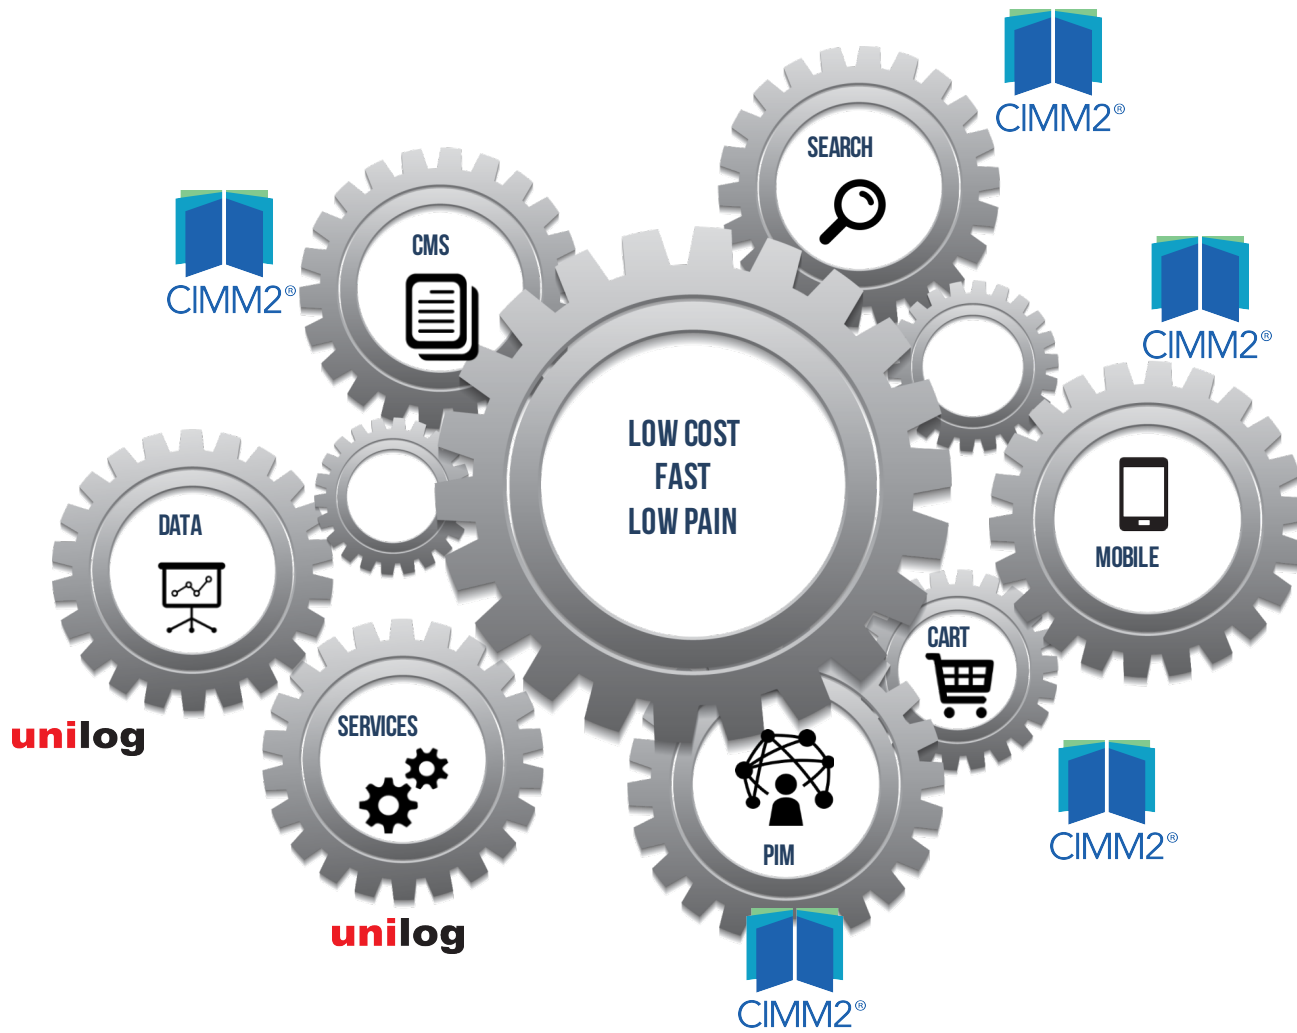 CIMM2®
SEARCH
CIMM2®
CMS
CIMM2®
LOW COST
FAST
LOW PAIN
DATA
MOBILE
CART
SERVICES
unilog
CIMM2®
PIM
unilog
CIMM2®